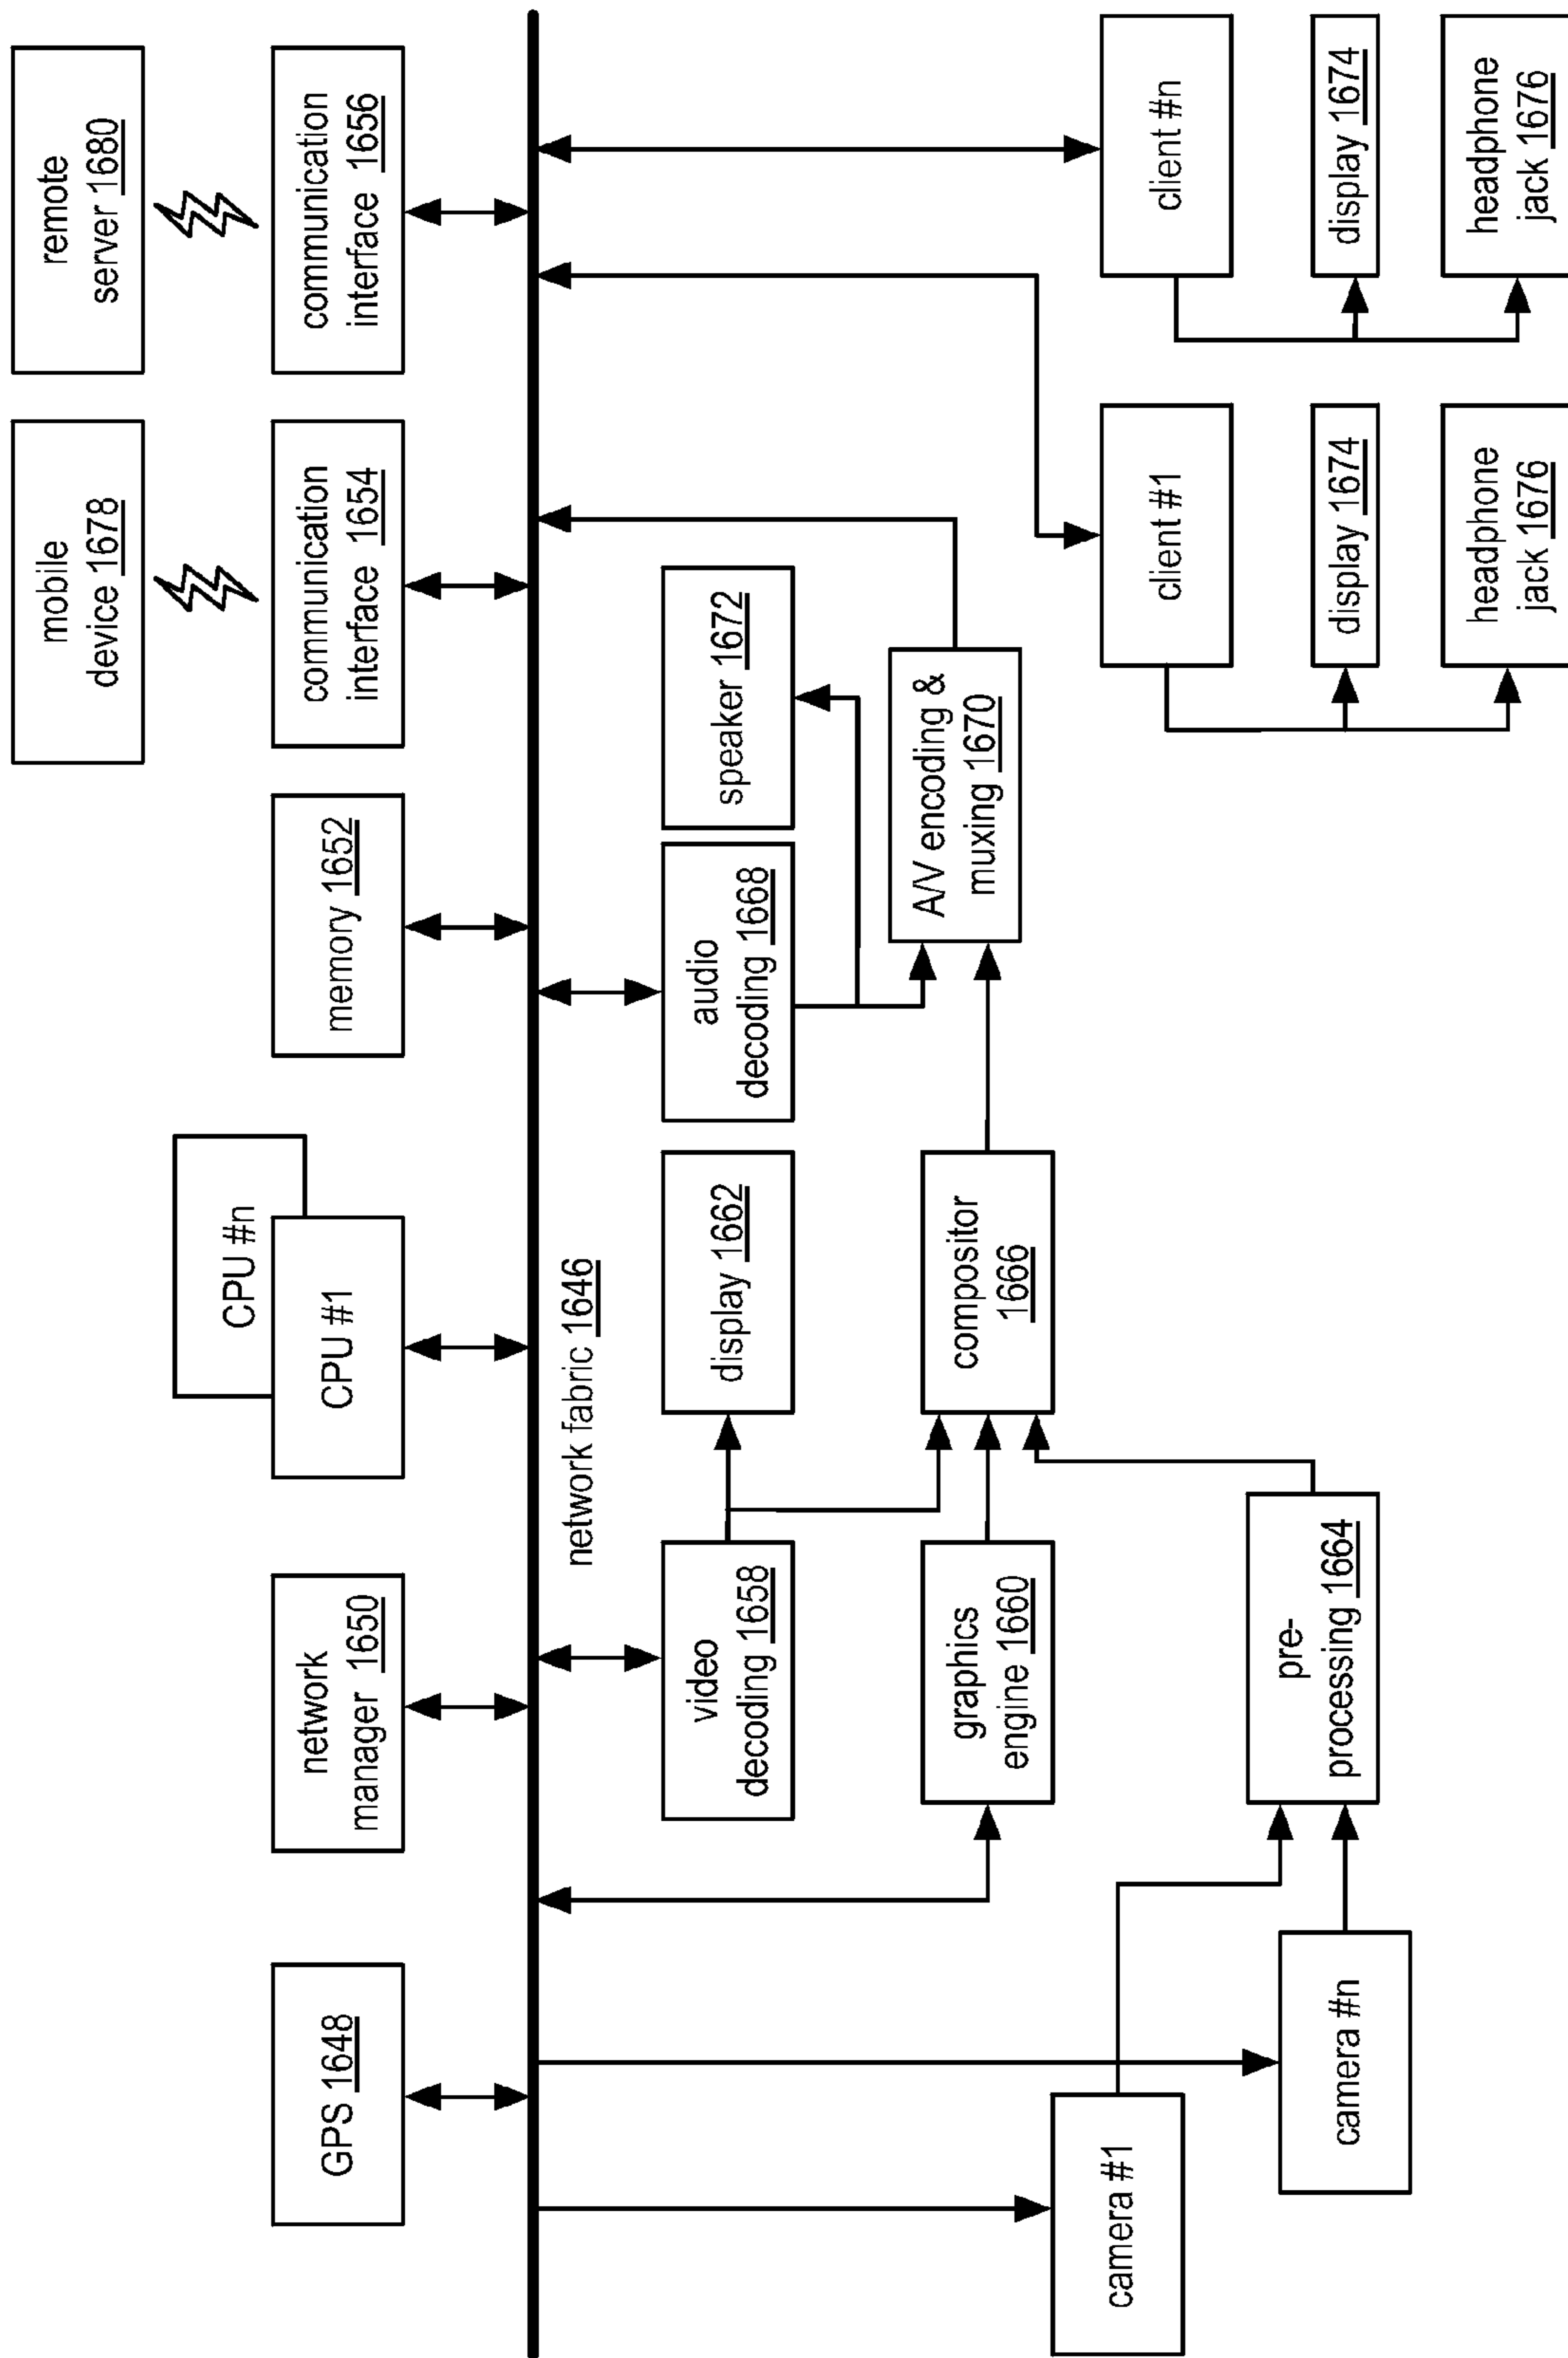 mobile
device 1678
remote
server 1680
GPS 1648
network
manager 1650
CPU #n
CPU #1
memory 1652
communication
interface 1654
communication
interface 1656
network fabric 1646
video
decoding 1658
display 1662
audio
decoding 1668
speaker 1672
graphics
engine 1660
compositor
1666
A/V encoding &
muxing 1670
camera #1
camera #n
pre-
processing 1664
client #1
client #n
display 1674
display 1674
headphone
jack 1676
headphone
jack 1676